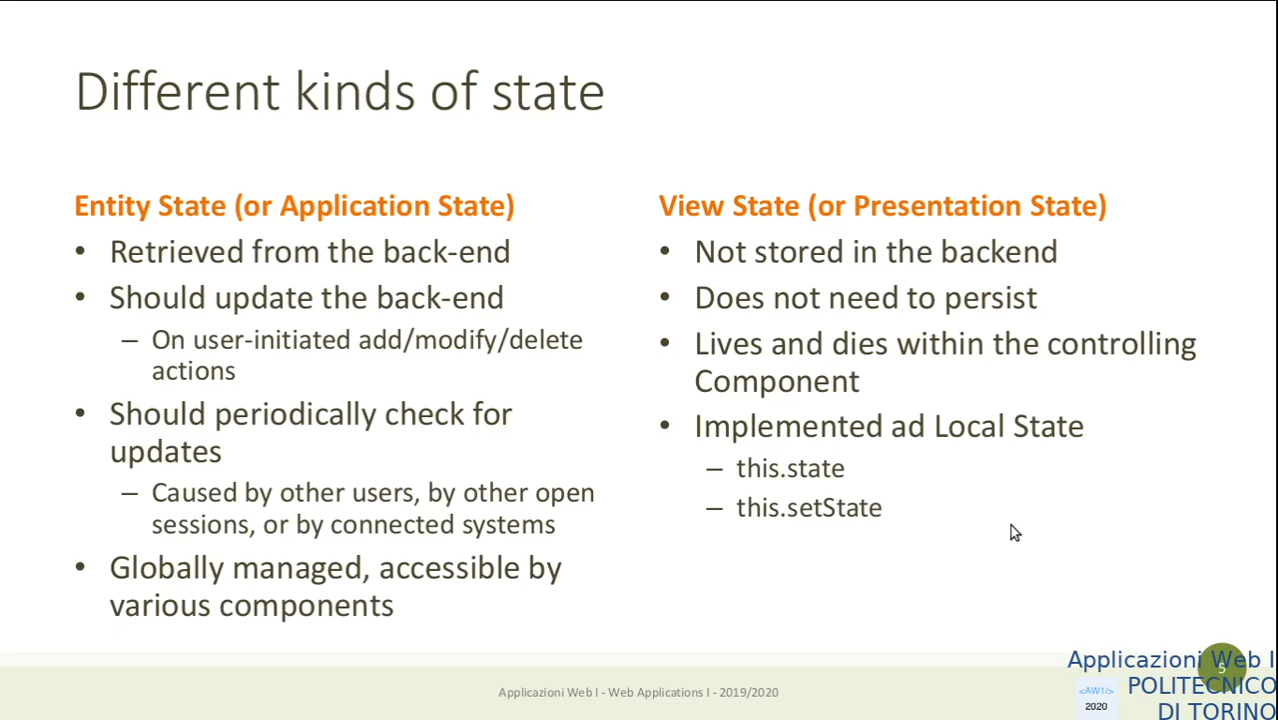 Different kinds of state
Entity State (or Application State)
• Retrieved from the back-end
• Should update the back-end
– On user-initiated add/modify/delete
actions
• Should periodically check for
updates
– Caused by other users, by other open
sessions, or by connected systems
• Globally managed, accessible by
various components
View State (or Presentation State)
• Not stored in the backend
• Does not need to persist
• Lives and dies within the controlling
Component
• Implemented ad Local State
– this.state
– this.setState
Applicazioni Web I - Web Applications I - 2019/2020
5
Applicazioni Web I
POLITECNICO
DI TORINO
<AW1/>
2020